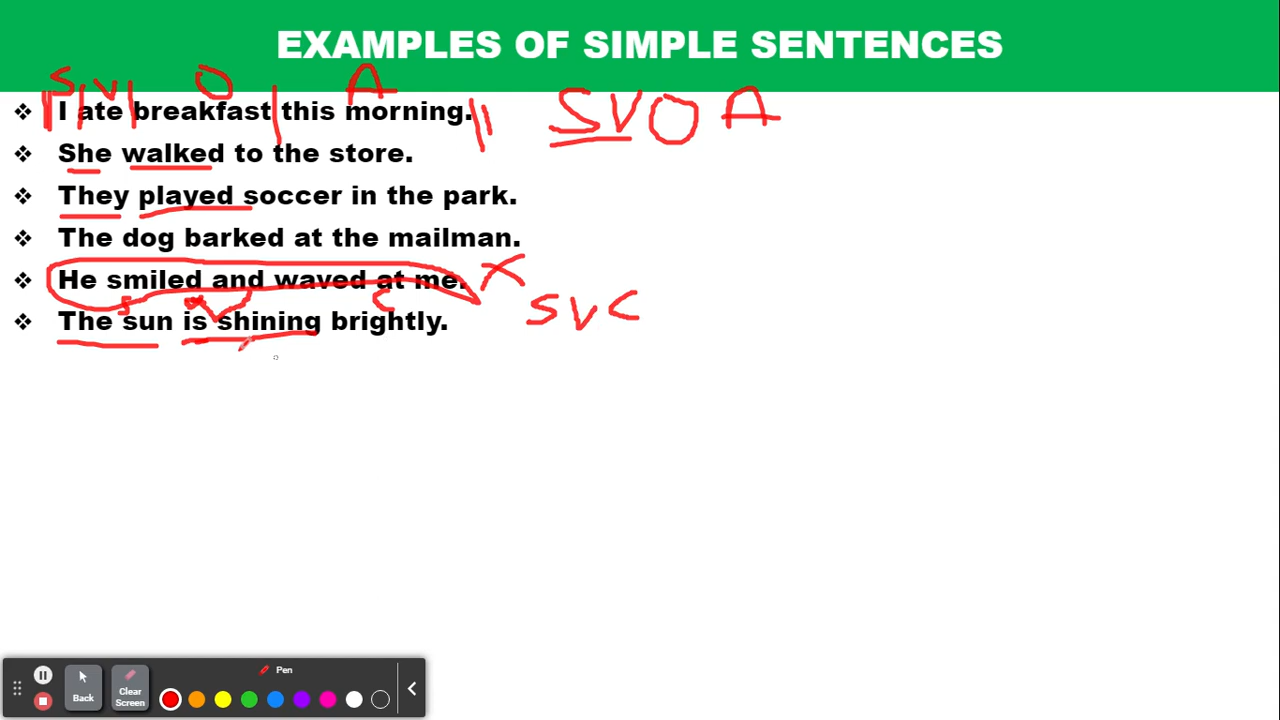 EXAMPLES OF SIMPLE SENTENCES
S V O A
❖ I ate breakfast this morning. S V O A
❖ She walked to the store.
❖ They played soccer in the park.
❖ The dog barked at the mailman.
❖ He smiled and waved at me. X
S V C S V C
❖ The sun is shining brightly.
Pen
Back
Clear
Screen